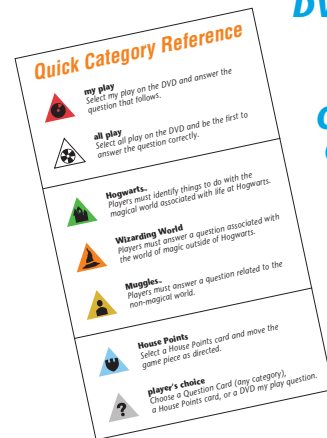 DV
Quick Category Reference
my play
Select my play on the DVD and answer the
question that follows.
all play
Select all play on the DVD and be the first to
answer the question correctly.
Hogwarts™
Players must identify things to do with the
magical world associated with life at Hogwarts.
Wizarding World
Players must answer a question associated with
the world of magic outside of Hogwarts.
Muggles™
Players must answer a question related to the
non-magical world.
House Points
Select a House Points card and move the
game piece as directed.
player's choice
Choose a Question Card (any category),
a House Points card, or a DVD my play question.
?